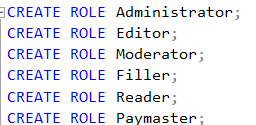 CREATE ROLE Administrator;
CREATE ROLE Editor;
CREATE ROLE Moderator;
CREATE ROLE Filler;
CREATE ROLE Reader;
CREATE ROLE Paymaster;